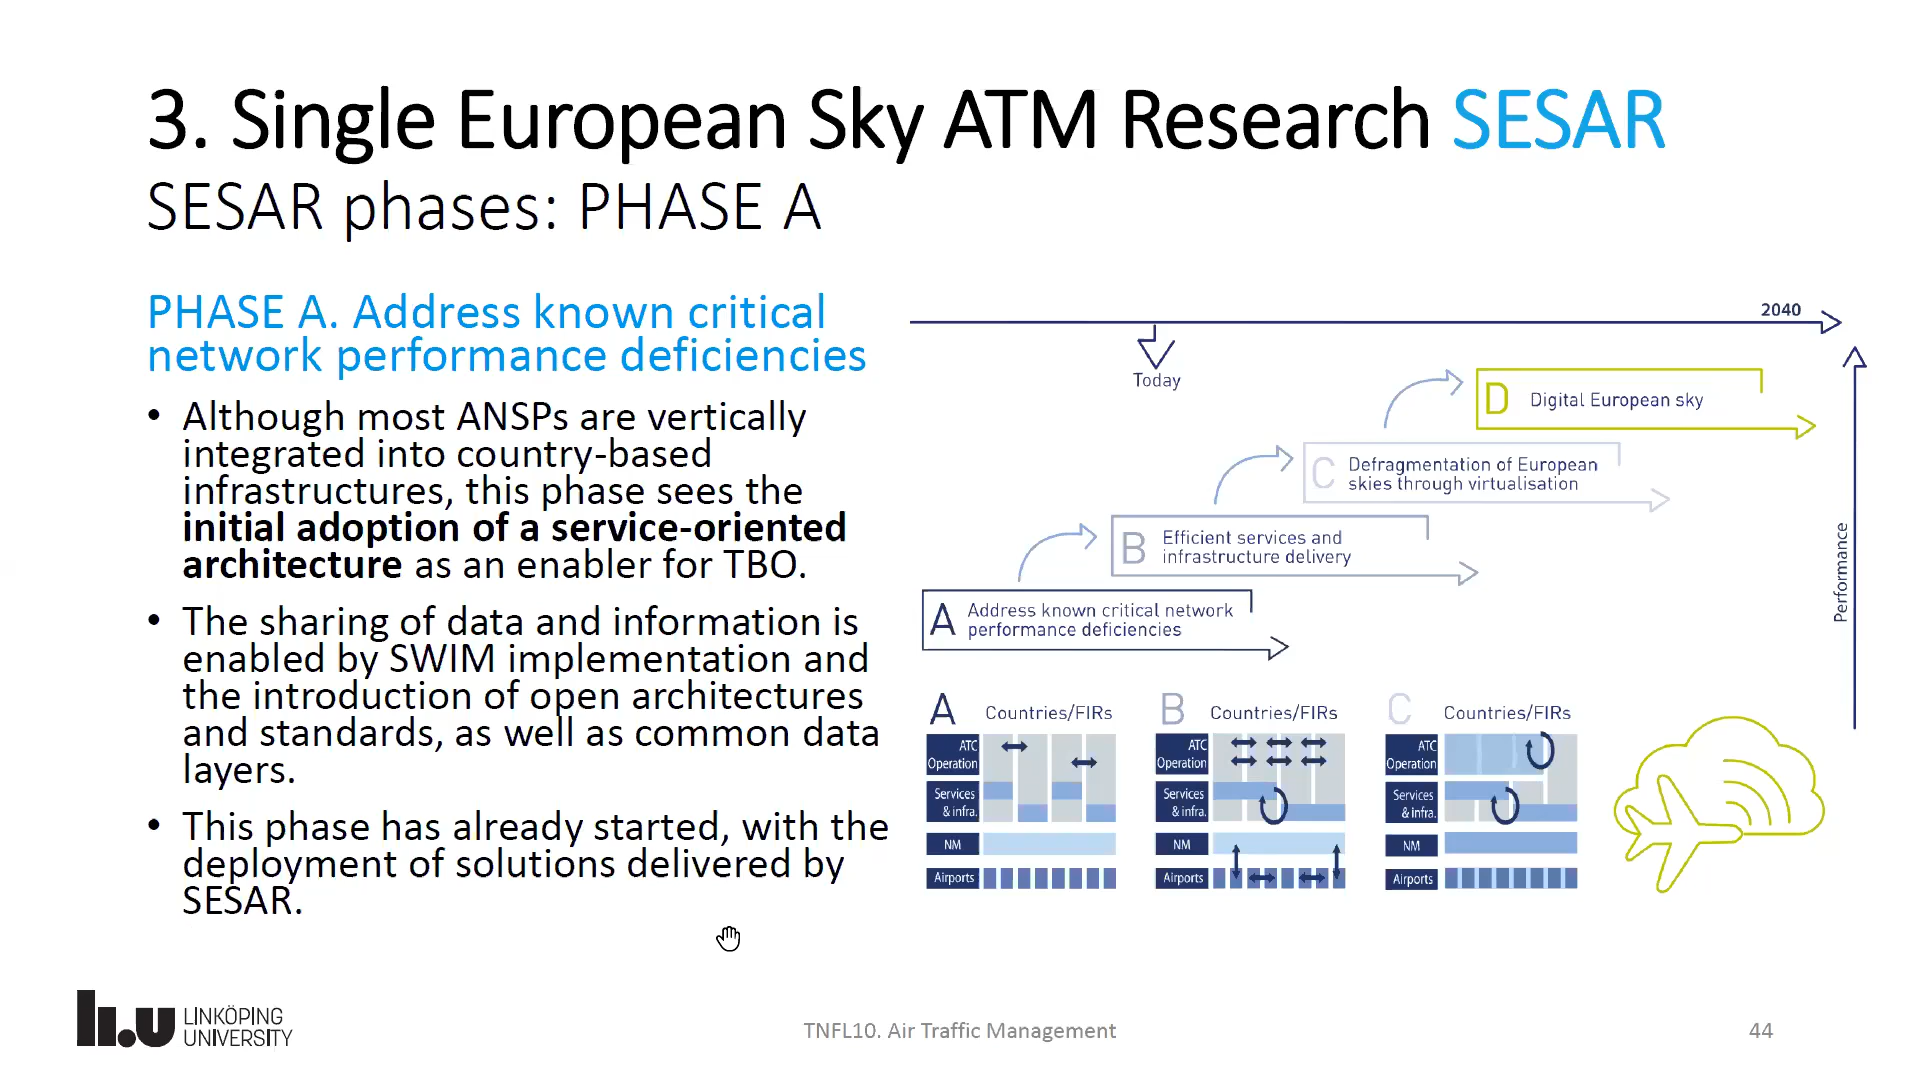 3. Single European Sky ATM Research SESAR
SESAR phases: PHASE A
PHASE A. Address known critical
network performance deficiencies
• Although most ANSPs are vertically
integrated into country-based
infrastructures, this phase sees the
initial adoption of a service-oriented
architecture as an enabler for TBO.
• The sharing of data and information is
enabled by SWIM implementation and
the introduction of open architectures
and standards, as well as common data
layers.
• This phase has already started, with the
deployment of solutions delivered by
SESAR.
2040
Today
D Digital European sky
C Defragmentation of European
skies through virtualisation
B Efficient services and
infrastructure delivery
A Address known critical network
performance deficiencies
Performance
A Countries/FIRs
ATC
Operation
Services
& infra.
NM
Airports
B Countries/FIRs
ATC
Operation
Services
& infra.
NM
Airports
C Countries/FIRs
ATC
Operation
Services
& infra.
NM
Airports
li.u LINKÖPING
UNIVERSITY
TNFL10. Air Traffic Management
44